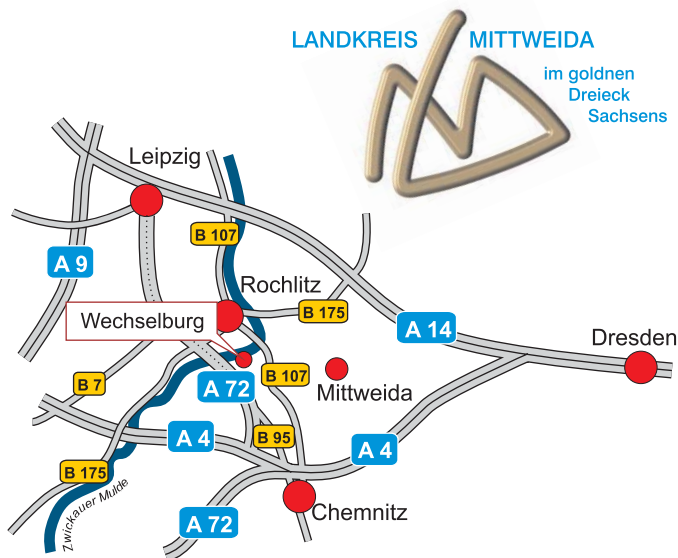 LANDKREIS MITTWEIDA
im goldnen
Dreieck
Sachsens
Leipzig
B 107
A 9
Rochlitz
B 175
Wechselburg
A 14
Dresden
B 7
A 72
B 107
Mittweida
A 4
B 95
A 4
B 175
Zwickauer Mulde
A 72
Chemnitz